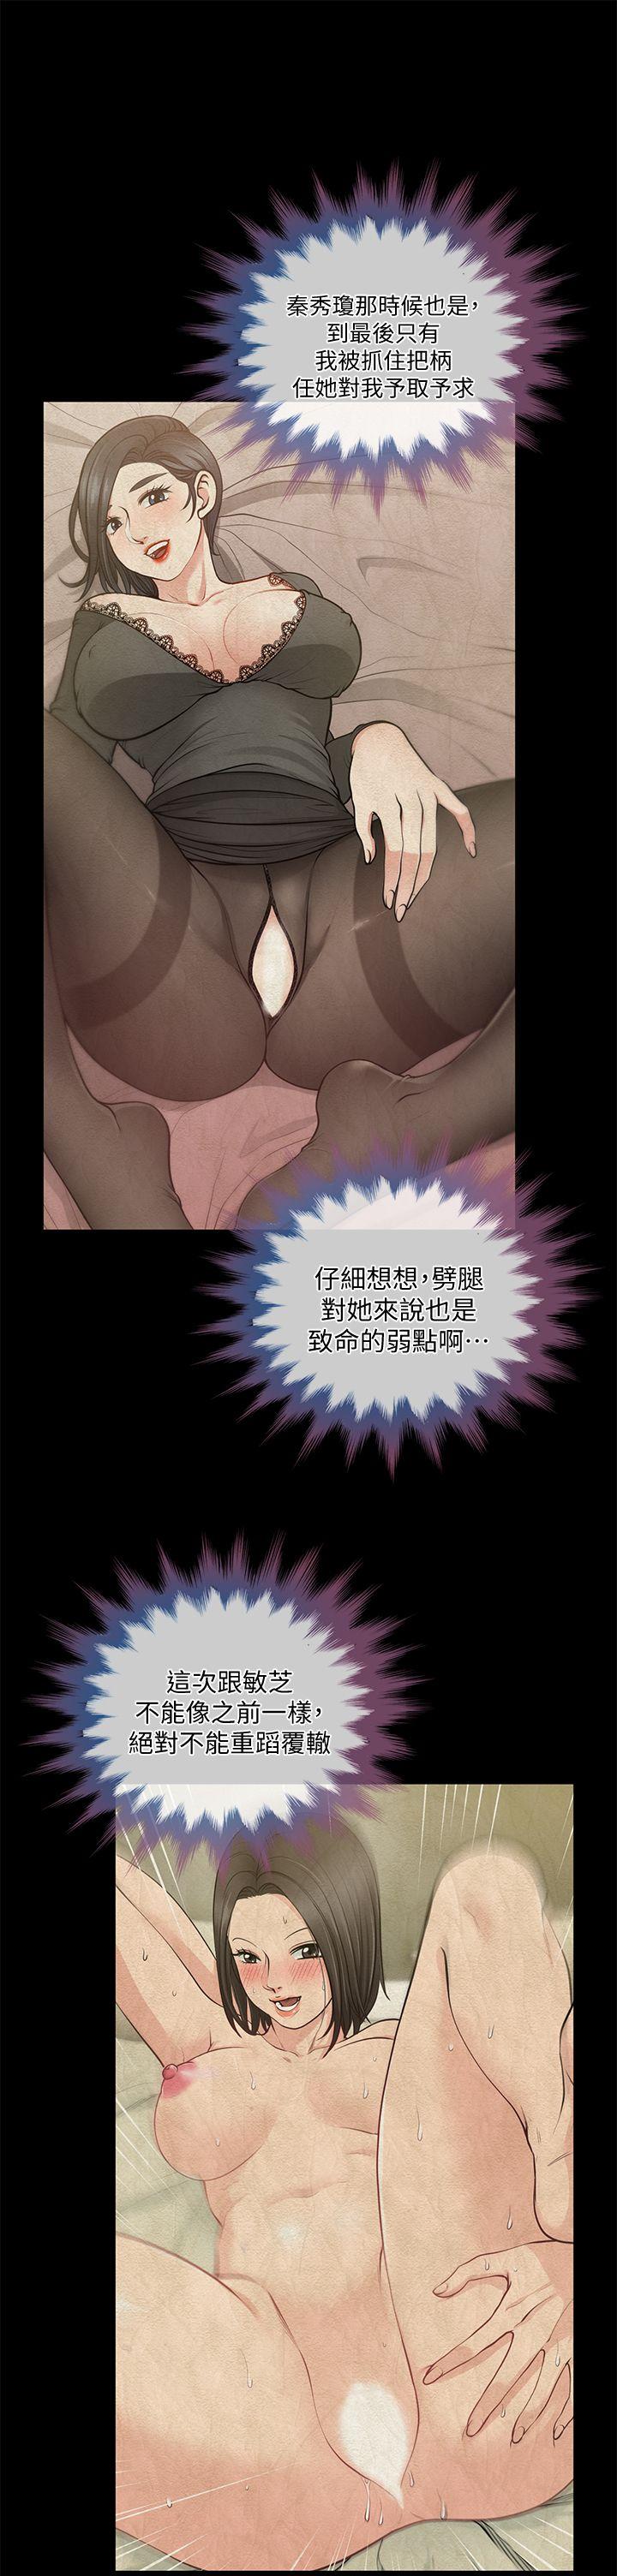 秦秀瓊那時候也是，
到最後只有
我被抓住把柄
任她對我予取予求
仔細想想，劈腿
對她來說也是
致命的弱點啊⋯
這次跟敏芝
不能像之前一樣，
絕對不能重蹈覆轍